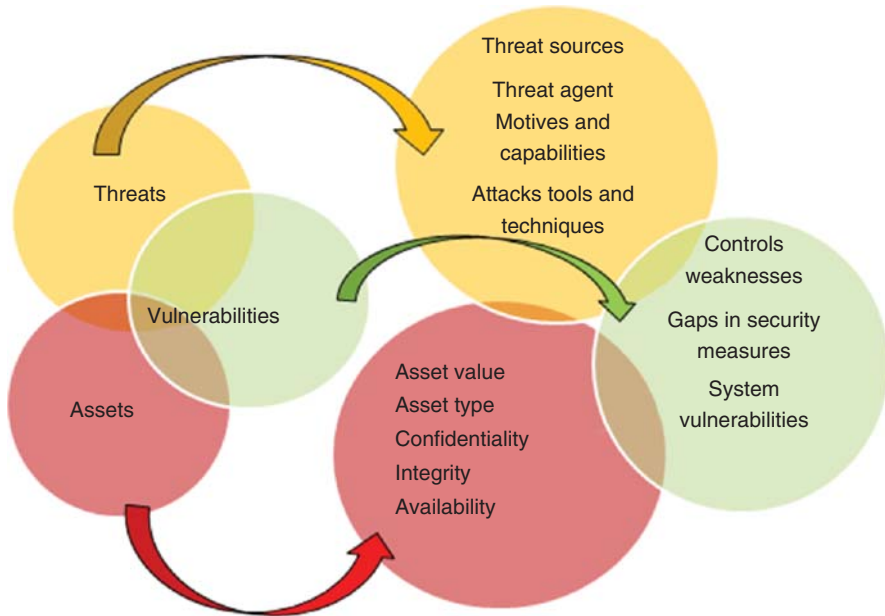 Threats
Vulnerabilities
Assets
Threat sources
Threat agent
Motives and
capabilities
Attacks tools and
techniques
Controls
weaknesses
Gaps in security
measures
System
vulnerabilities
Asset value
Asset type
Confidentiality
Integrity
Availability